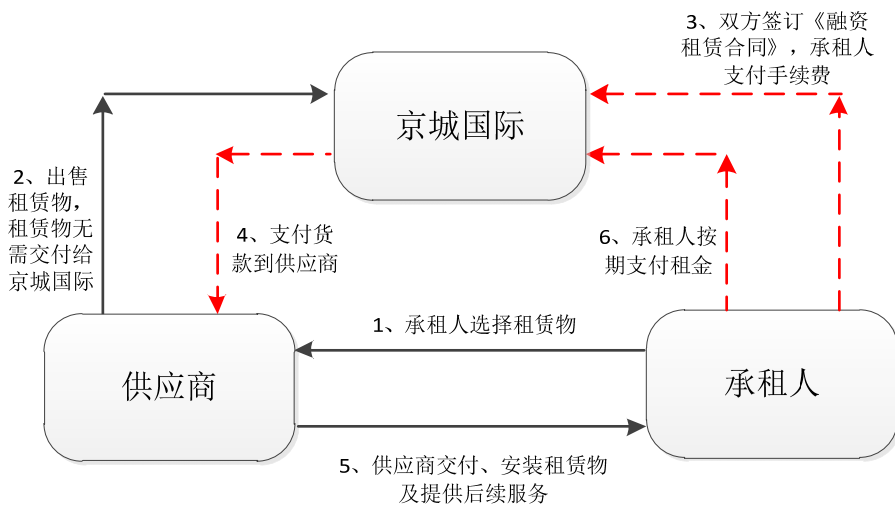 3、双方签订《融资
租赁合同》，承租人
支付手续费
京城国际
2、出售
租赁物，
租赁物无
需交付给
京城国际
4、支付货
款到供应商
6、承租人按
期支付租金
1、承租人选择租赁物
供应商
承租人
5、供应商交付、安装租赁物
及提供后续服务